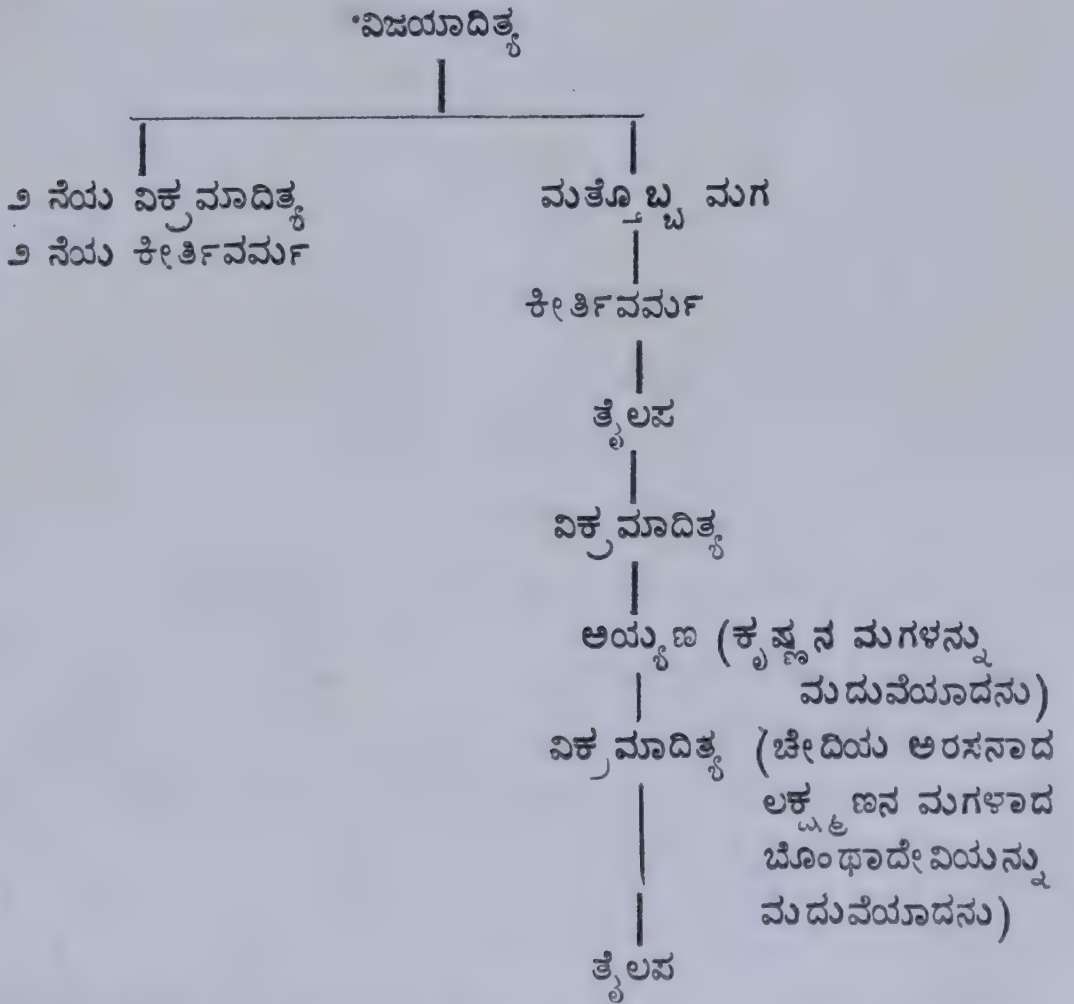 ವಿಜಯಾದಿತ್ಯ
೨ ನೆಯ ವಿಕ್ರಮಾದಿತ್ಯ
೨ ನೆಯ ಕೀರ್ತಿವರ್ಮ
ಮತ್ತೊಬ್ಬ ಮಗ
ಕೀರ್ತಿವರ್ಮ
ತೈಲಪ
ವಿಕ್ರಮಾದಿತ್ಯ
ಅಯ್ಯಣ (ಕೃಷ್ಣನ ಮಗಳನ್ನು
ಮದುವೆಯಾದನು)
ವಿಕ್ರಮಾದಿತ್ಯ (ಚೇದಿಯ ಅರಸನಾದ
ಲಕ್ಷ್ಮಣನ ಮಗಳಾದ
ಬೊಂಥಾದೇವಿಯನ್ನು
ಮದುವೆಯಾದನು)
ತೈಲಪ